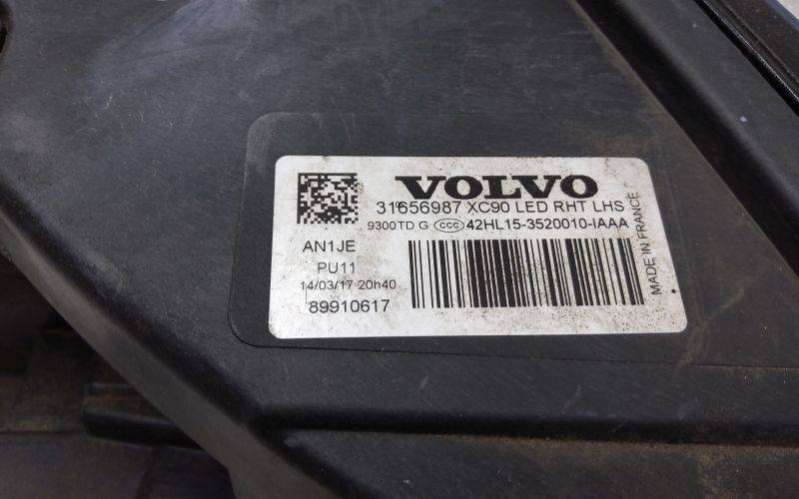 VOLVO
31656987 XC90 LED RHT LHS
9300TD G CCC 42HL15-3520010-IAAA
AN1JE
PU11
14/03/17 20h40
89910617
MADE IN FRANCE